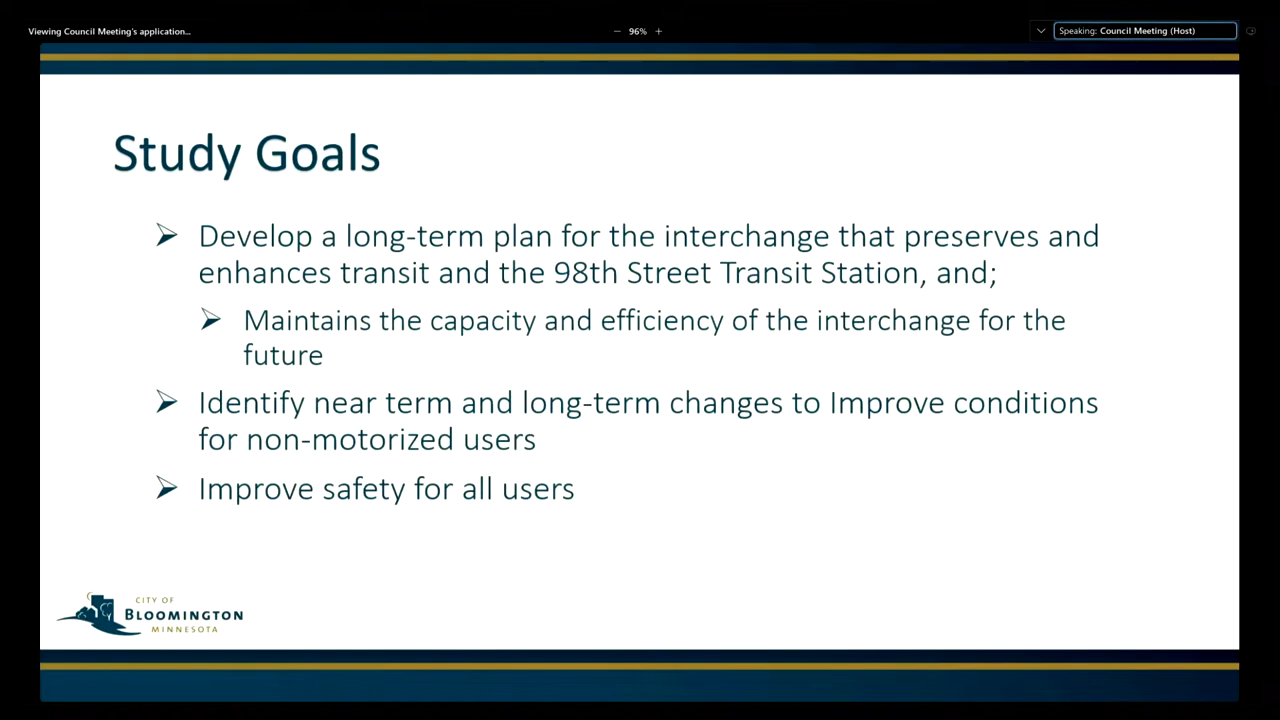 Viewing Council Meeting's application...
96%
Speaking: Council Meeting (Host)
Study Goals
Develop a long-term plan for the interchange that preserves and
enhances transit and the 98th Street Transit Station, and;
Maintains the capacity and efficiency of the interchange for the
future
Identify near term and long-term changes to Improve conditions
for non-motorized users
Improve safety for all users
CITY OF
BLOOMINGTON
MINNESOTA